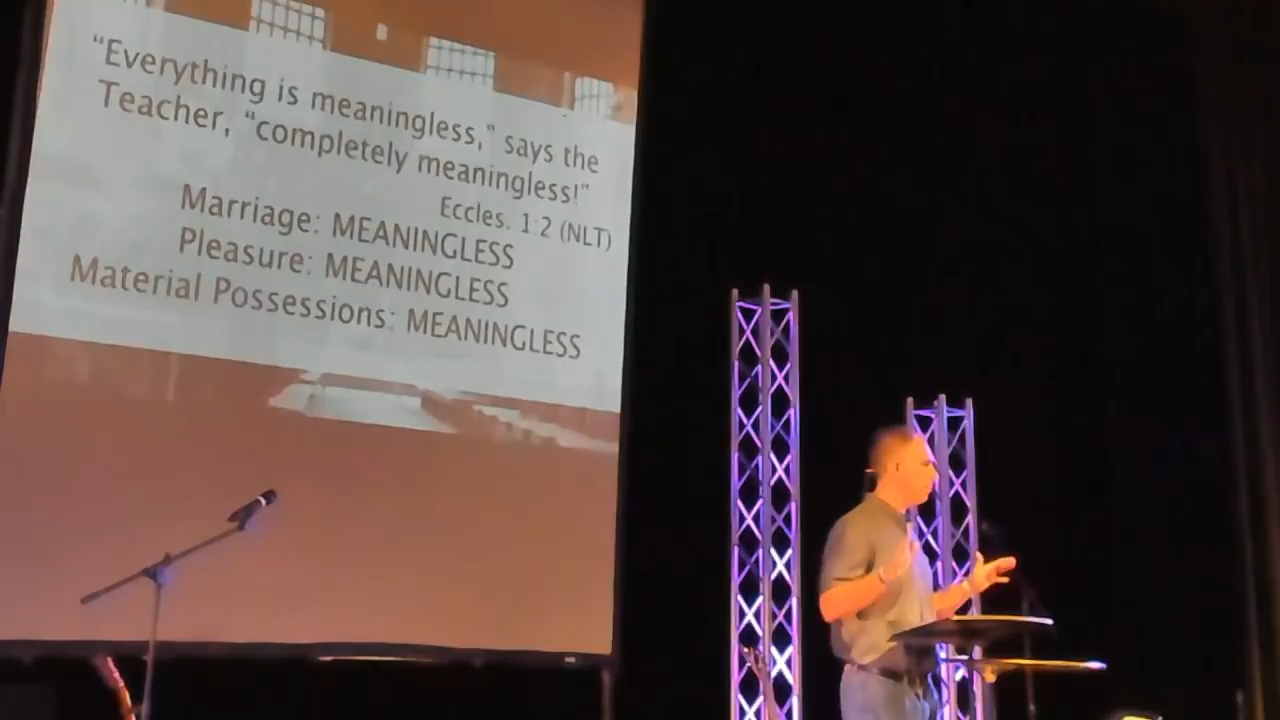 “Everything is meaningless,” says the
Teacher, “completely meaningless!”
Eccles. 1:2 (NLT)
Marriage: MEANINGLESS
Pleasure: MEANINGLESS
Material Possessions: MEANINGLESS